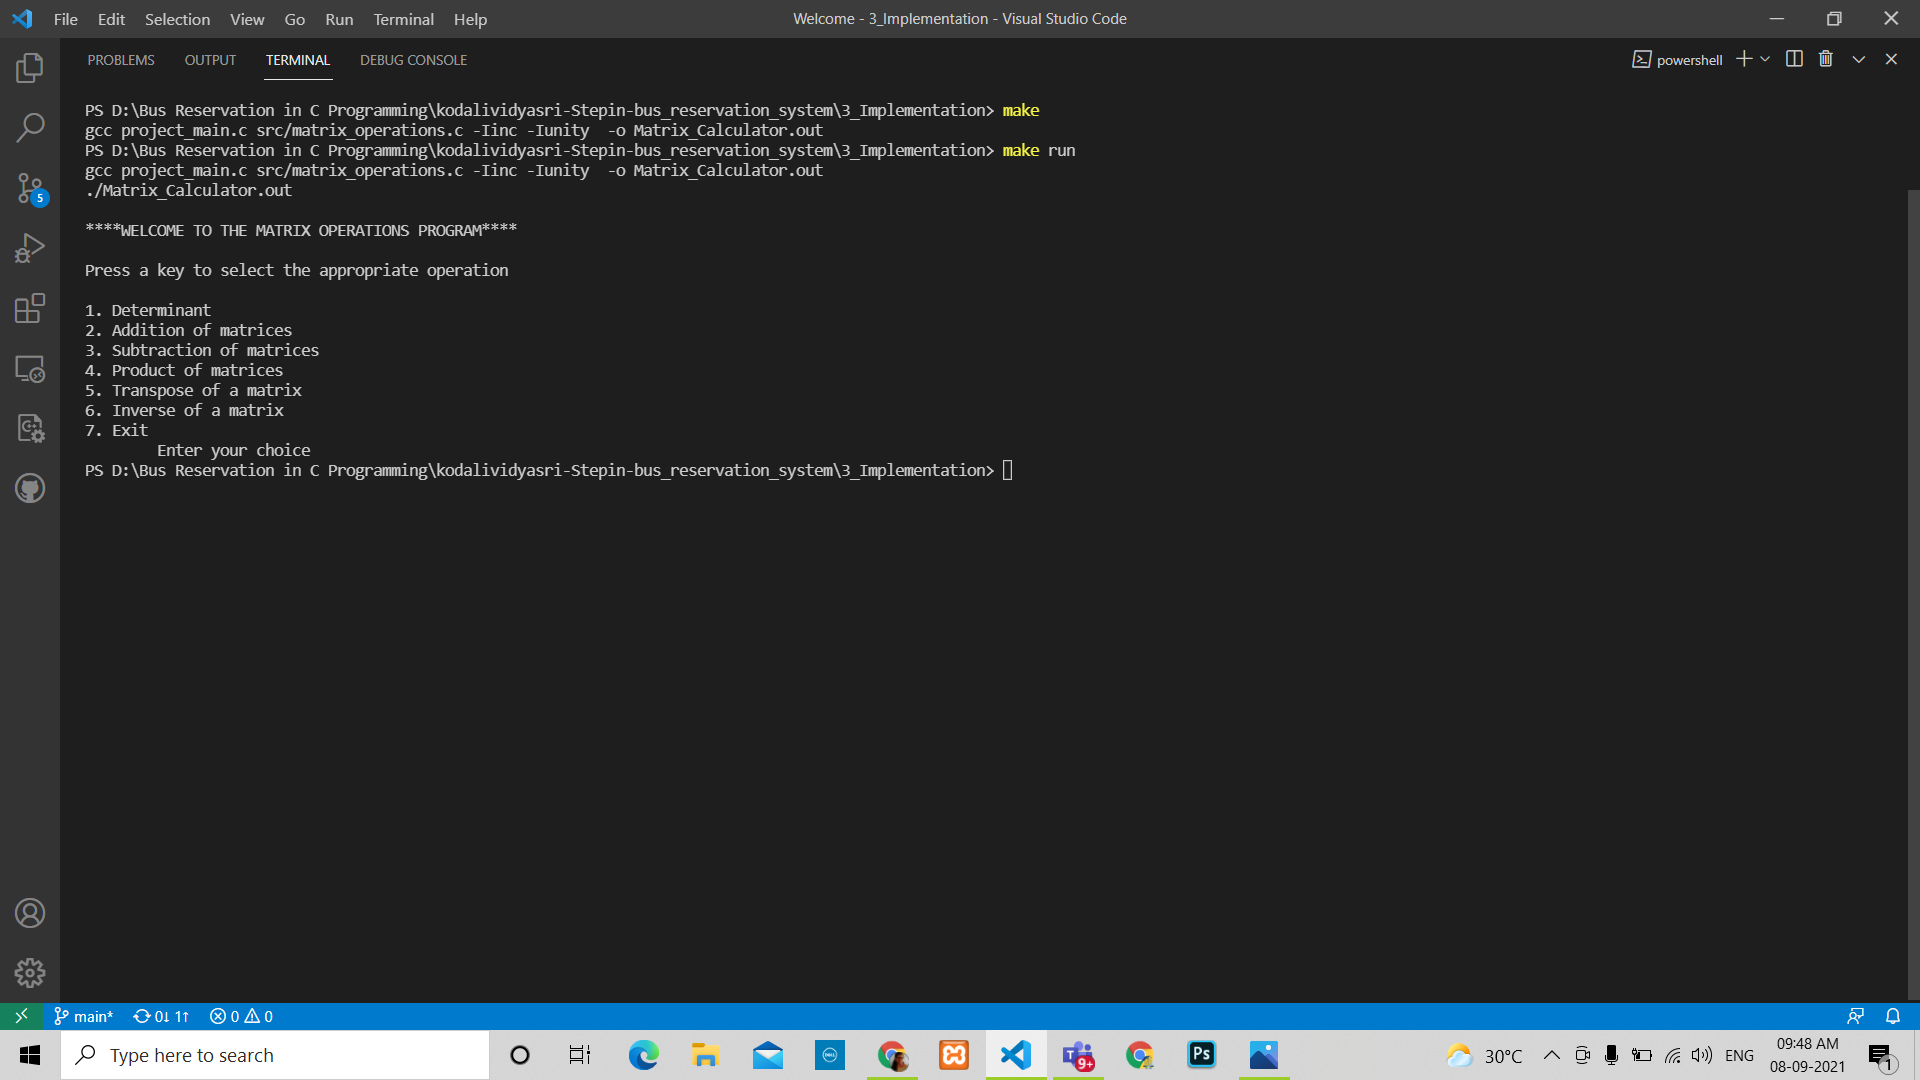 File Edit Selection View Go Run Terminal Help
Welcome - 3_Implementation - Visual Studio Code
PROBLEMS OUTPUT TERMINAL DEBUG CONSOLE
powershell
PS D:\Bus Reservation in C Programming\kodalividyasri-Stepin-bus_reservation_system\3_Implementation> make
gcc project_main.c src/matrix_operations.c -Iinc -Iunity  -o Matrix_Calculator.out
PS D:\Bus Reservation in C Programming\kodalividyasri-Stepin-bus_reservation_system\3_Implementation> make run
gcc project_main.c src/matrix_operations.c -Iinc -Iunity  -o Matrix_Calculator.out
./Matrix_Calculator.out
****WELCOME TO THE MATRIX OPERATIONS PROGRAM****
Press a key to select the appropriate operation
1. Determinant
2. Addition of matrices
3. Subtraction of matrices
4. Product of matrices
5. Transpose of a matrix
6. Inverse of a matrix
7. Exit
Enter your choice
PS D:\Bus Reservation in C Programming\kodalividyasri-Stepin-bus_reservation_system\3_Implementation>
5
main* 0↓ 1↑ 0 0
Type here to search
DELL
T 9+
Ps
30°C
ENG
09:48 AM
08-09-2021
1